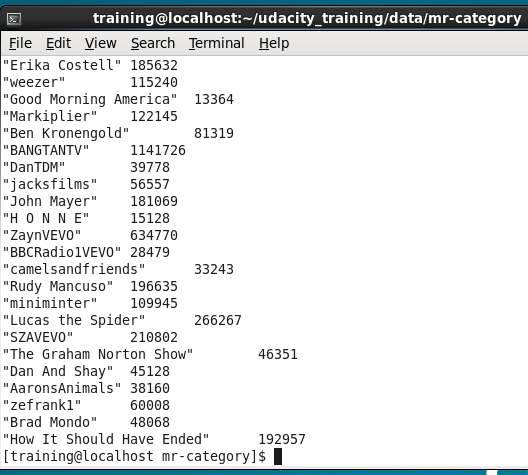 training@localhost:~/udacity_training/data/mr-category
File Edit View Search Terminal Help
"Erika Costell" 185632
"weezer" 115240
"Good Morning America" 13364
"Markiplier" 122145
"Ben Kronengold" 81319
"BANGTANTV" 1141726
"DanTDM" 39778
"jacksfilms" 56557
"John Mayer" 181069
"H O N N E" 15128
"ZaynVEVO" 634770
"BBCRadio1VEVO" 28479
"camelsandfriends" 33243
"Rudy Mancuso" 196635
"miniminter" 109945
"Lucas the Spider" 266267
"SZAVEVO" 210802
"The Graham Norton Show" 46351
"Dan And Shay" 45128
"AaronsAnimals" 38160
"zefrank1" 60008
"Brad Mondo" 48068
"How It Should Have Ended" 192957
[training@localhost mr-category]$